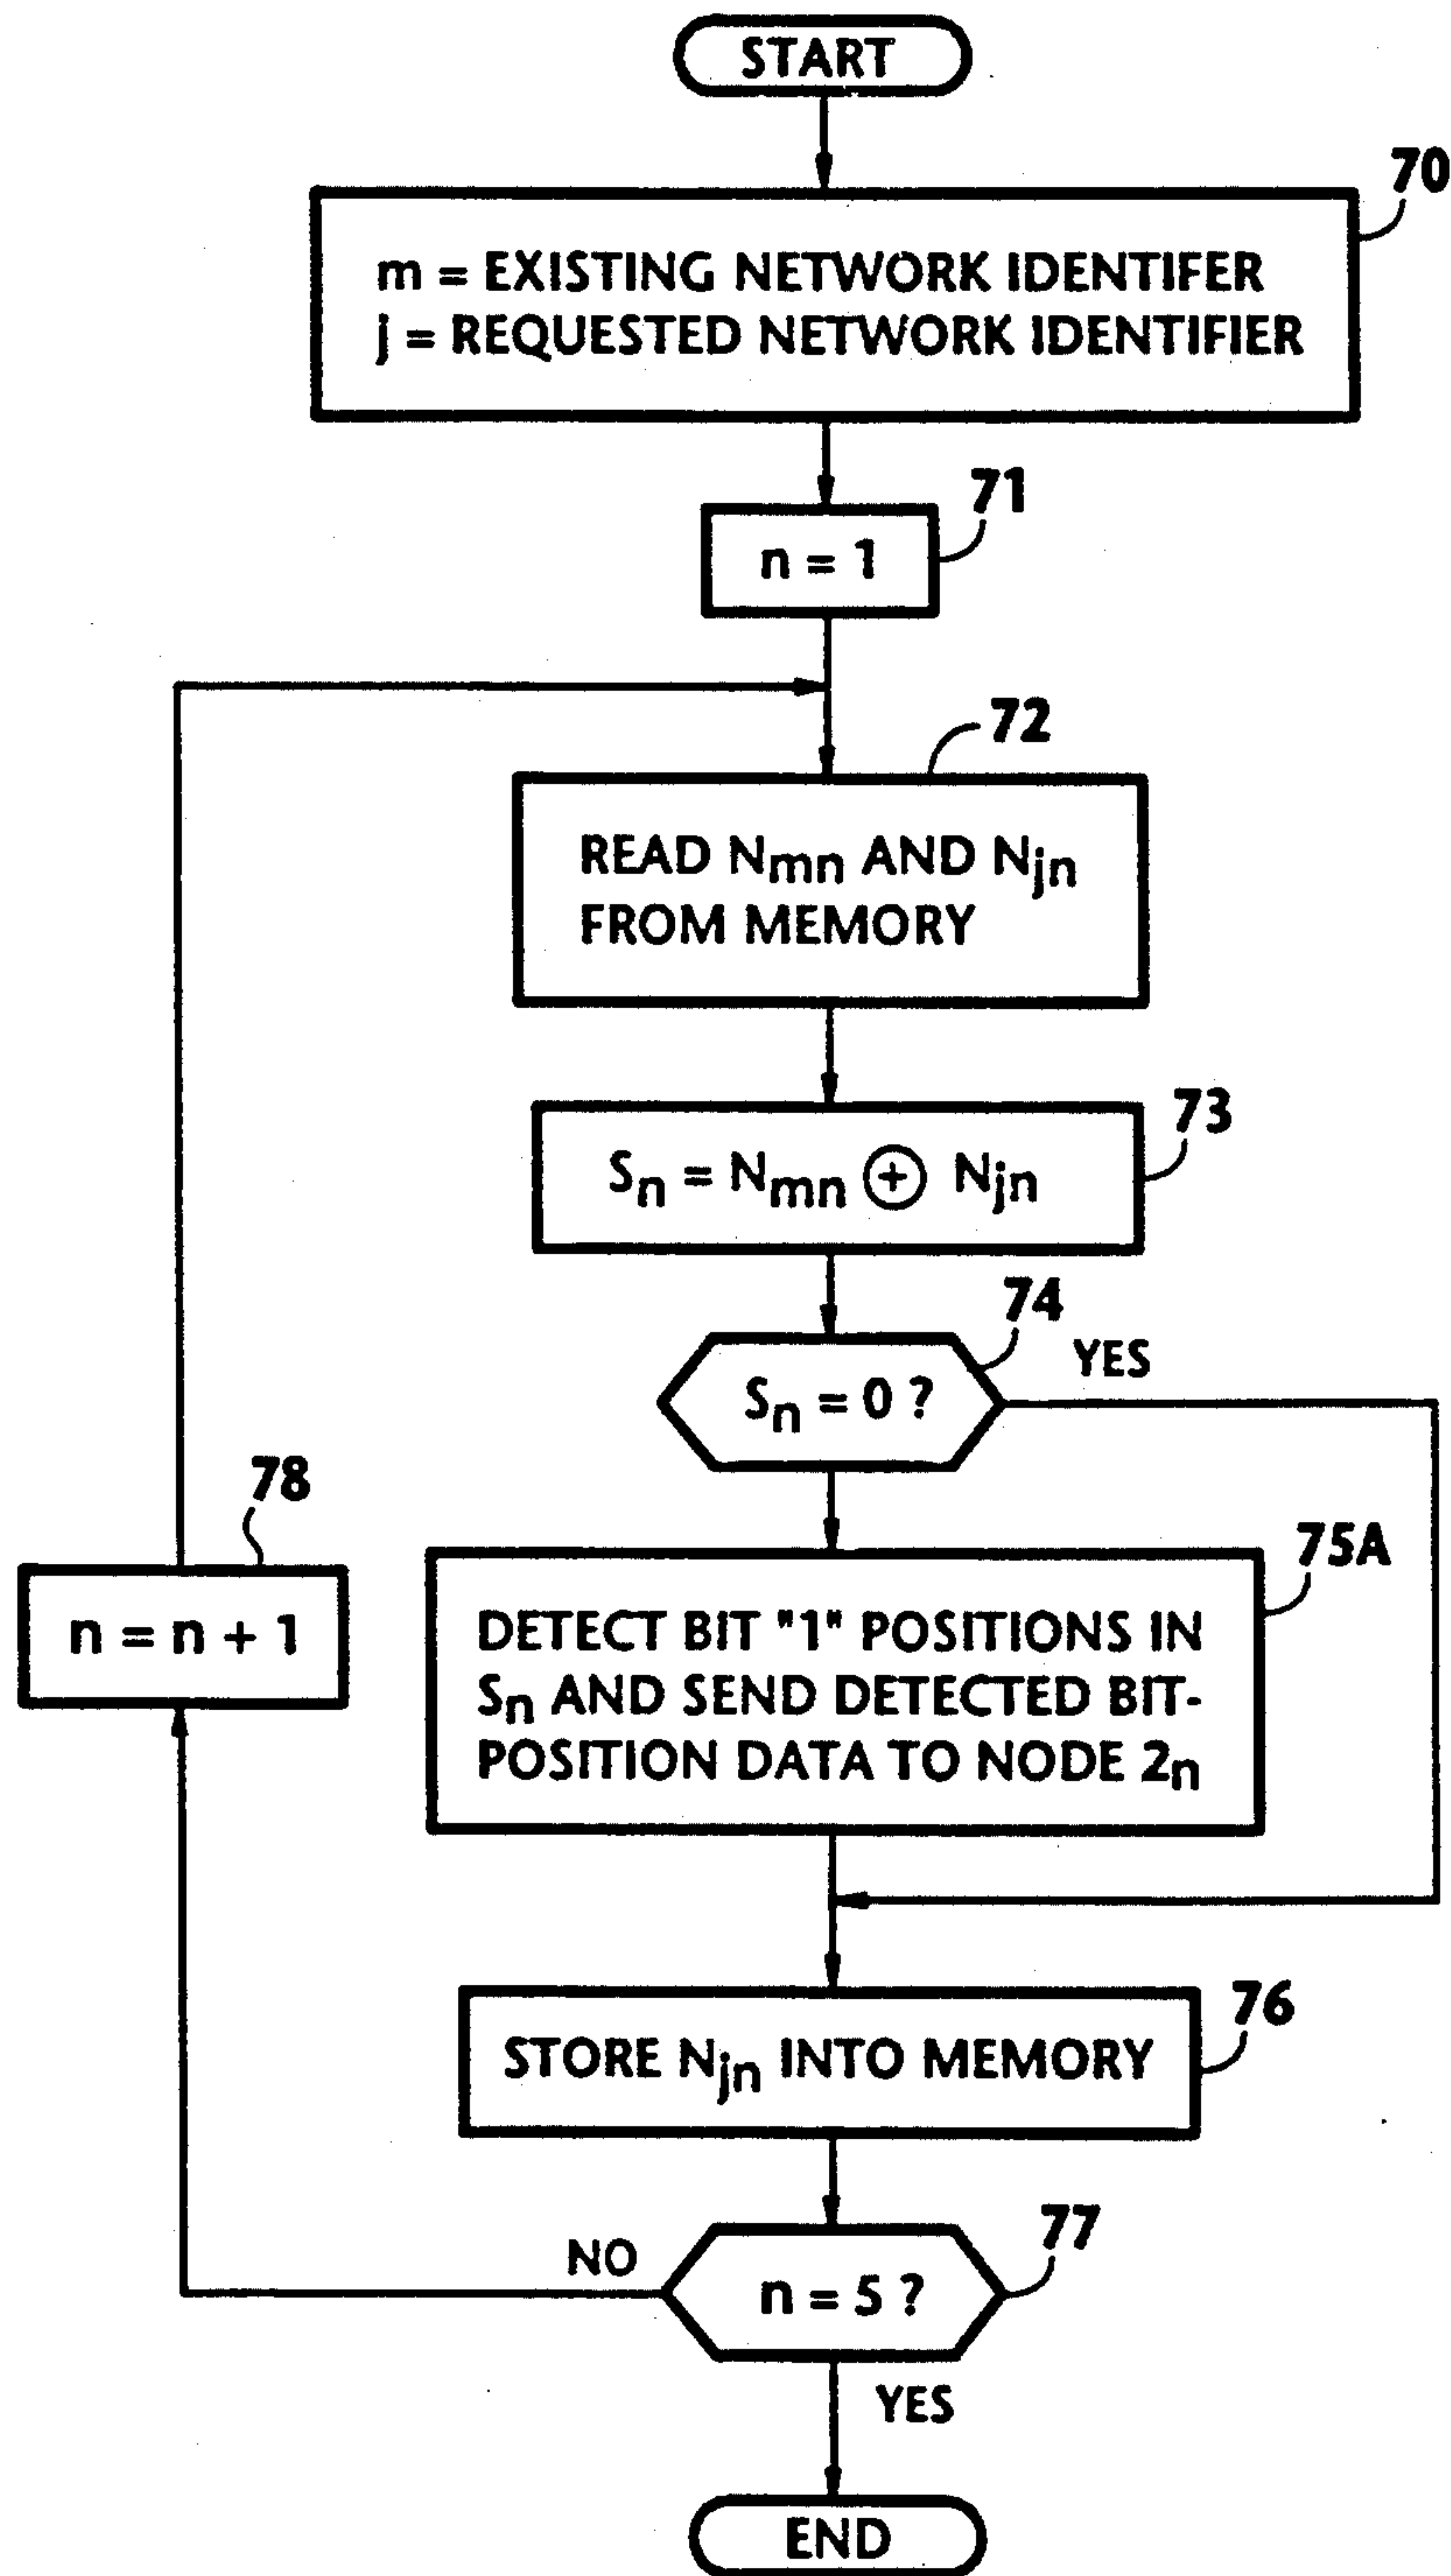 START
70
m = EXISTING NETWORK IDENTIFER
j = REQUESTED NETWORK IDENTIFIER
71
n = 1
72
READ Nmn AND Njn
FROM MEMORY
73
Sn = Nmn ⊕ Njn
74
YES
Sn = 0 ?
78
n = n + 1
75A
DETECT BIT "1" POSITIONS IN
Sn AND SEND DETECTED BIT-
POSITION DATA TO NODE 2n
76
STORE Njn INTO MEMORY
77
NO
n = 5 ?
YES
END